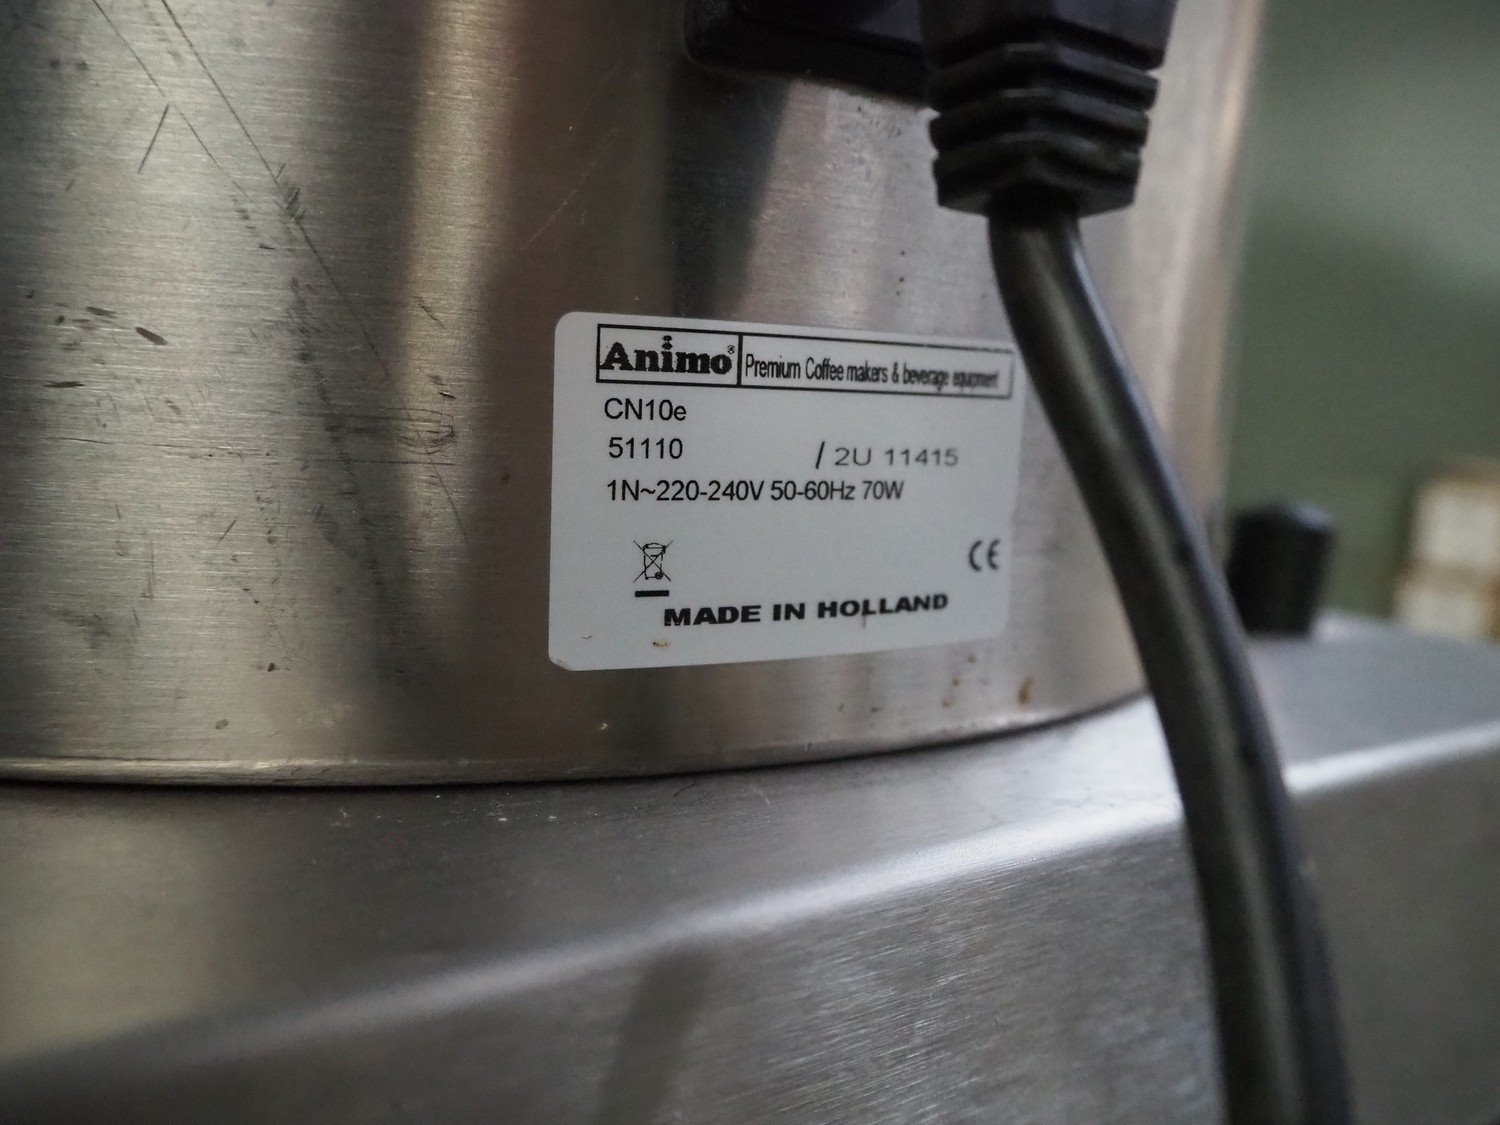 Animo® Premium Coffee makers & beverage equipment
CN10e
51110 / 2U 11415
1N~220-240V 50-60Hz 70W
CE
MADE IN HOLLAND